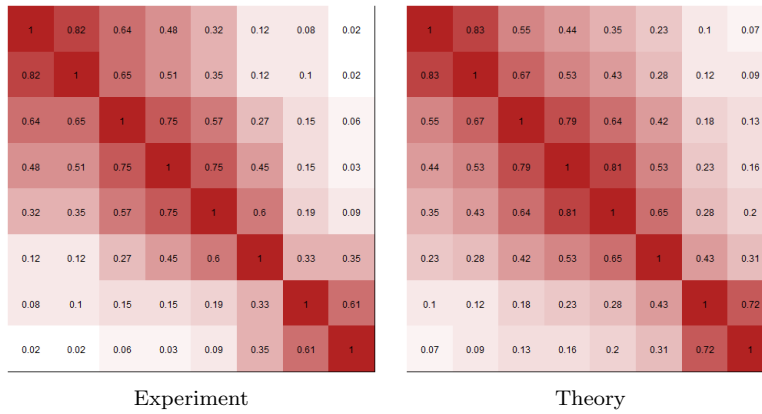 1 0.82 0.64 0.48 0.32 0.12 0.08 0.02 1 0.83 0.55 0.44 0.35 0.23 0.1 0.07
0.82 1 0.65 0.51 0.35 0.12 0.1 0.02 0.83 1 0.67 0.53 0.43 0.28 0.12 0.09
0.64 0.65 1 0.75 0.57 0.27 0.15 0.06 0.55 0.67 1 0.79 0.64 0.42 0.18 0.13
0.48 0.51 0.75 1 0.75 0.45 0.15 0.03 0.44 0.53 0.79 1 0.81 0.53 0.23 0.16
0.32 0.35 0.57 0.75 1 0.6 0.19 0.09 0.35 0.43 0.64 0.81 1 0.65 0.28 0.2
0.12 0.12 0.27 0.45 0.6 1 0.33 0.35 0.23 0.28 0.42 0.53 0.65 1 0.43 0.31
0.08 0.1 0.15 0.15 0.19 0.33 1 0.61 0.1 0.12 0.18 0.23 0.28 0.43 1 0.72
0.02 0.02 0.06 0.03 0.09 0.35 0.61 1 0.07 0.09 0.13 0.16 0.2 0.31 0.72 1
Experiment Theory